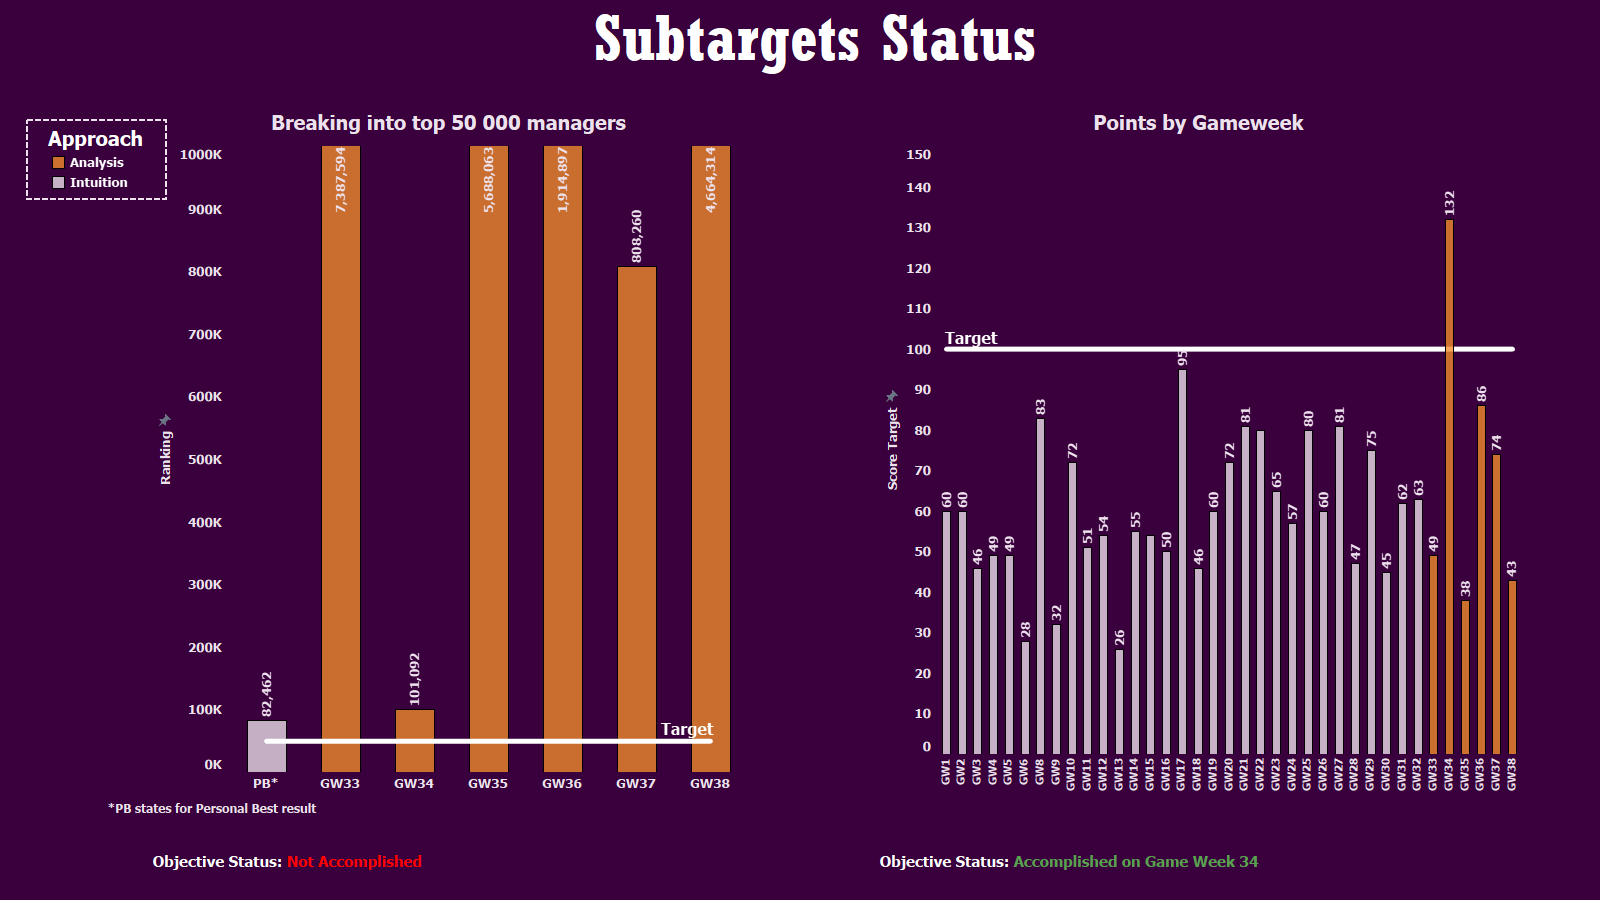 Subtargets Status
Approach
Analysis
Intuition
Breaking into top 50 000 managers
1000K
900K
800K
700K
600K
500K
400K
300K
200K
100K
0K
Ranking
82,462
7,387,594
101,092
5,688,063
1,914,897
808,260
4,664,314
Target
PB* GW33 GW34 GW35 GW36 GW37 GW38
*PB states for Personal Best result
Objective Status: Not Accomplished
Points by Gameweek
150
140
130
120
110
100
90
80
70
60
50
40
30
20
10
0
Score Target
Target
60 60 46 49 49 28 83 32 72 51 54 26 55 50 95 46 60 72 81 65 57 80 60 81 47 75 45 62 63 49 132 38 86 74 43
GW1 GW2 GW3 GW4 GW5 GW6 GW8 GW9 GW10 GW11 GW12 GW13 GW14 GW15 GW16 GW17 GW18 GW19 GW20 GW21 GW22 GW23 GW24 GW25 GW26 GW27 GW28 GW29 GW30 GW31 GW32 GW33 GW34 GW35 GW36 GW37 GW38
Objective Status: Accomplished on Game Week 34